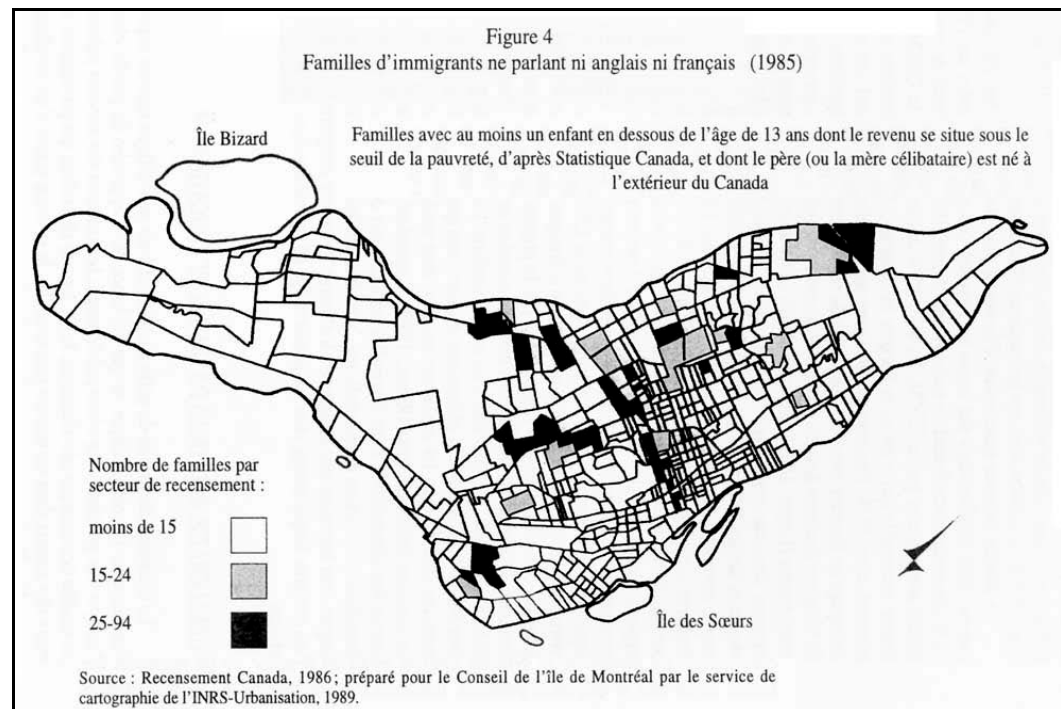 Figure 4
Familles d'immigrants ne parlant ni anglais ni français (1985)
Familles avec au moins un enfant en dessous de l'âge de 13 ans dont le revenu se situe sous le
seuil de la pauvreté, d'après Statistique Canada, et dont le père (ou la mère célibataire) est né à
l'extérieur du Canada
Île Bizard
Nombre de familles par
secteur de recensement :
moins de 15
15-24
25-94
Île des Sœurs
Source : Recensement Canada, 1986; préparé pour le Conseil de l'île de Montréal par le service de
cartographie de l'INRS-Urbanisation, 1989.